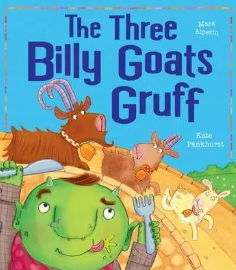 The Three
Mara
Alperin
Billy Goats
Gruff
Kate
Pankhurst